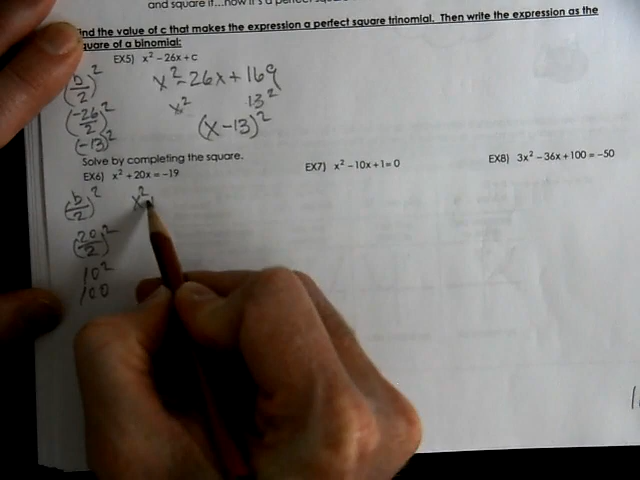 and square it...now it's a perfect squar
ind the value of c that makes the expression a perfect square trinomial. Then write the expression as the
quare of a binomial:
EX5) x² – 26x + c
(b/2)² x² - 26x + 169
(-26/2)² x² 13²
(-13)² (x - 13)²
Solve by completing the square.
EX6) x² + 20x = –19 EX7) x² – 10x + 1 = 0 EX8) 3x² – 36x + 100 = –50
(b/2)² x²
(20/2)²
10²
100